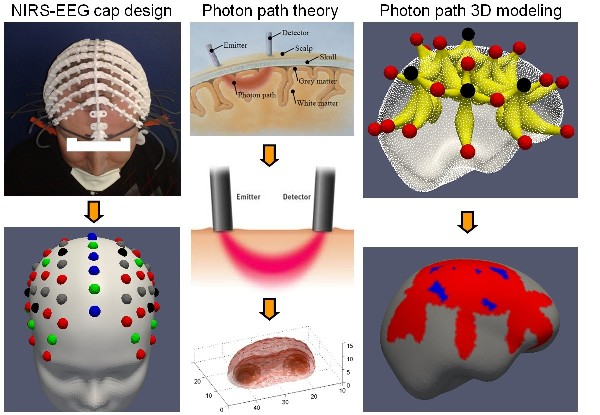 NIRS-EEG cap design
Photon path theory
Photon path 3D modeling
Emitter
Detector
Scalp
Skull
Grey matter
Photon path
White matter
Emitter
Detector
15
10
5
0
20
10
0
40
30
20
10